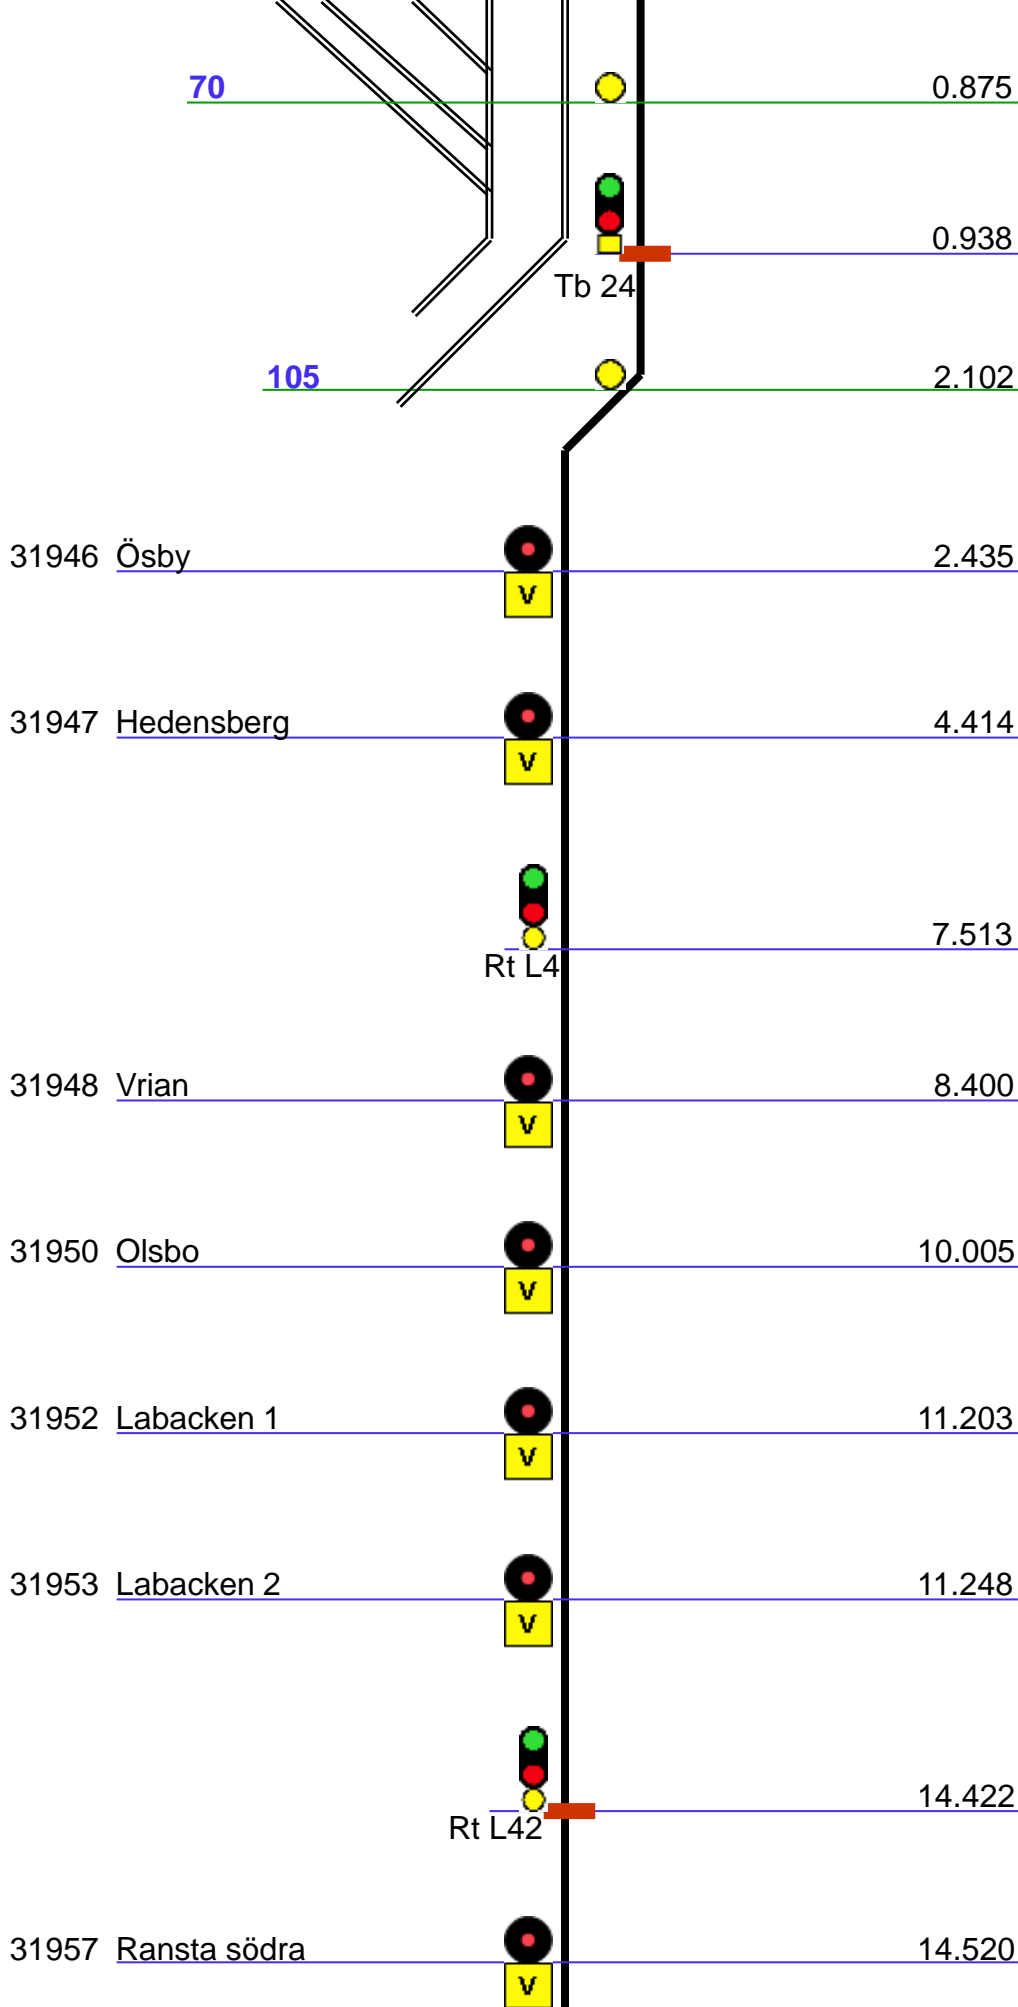 70 0.875
0.938
Tb 24
105 2.102
31946 Ösby 2.435
V
31947 Hedensberg 4.414
V
7.513
Rt L4
31948 Vrian 8.400
V
31950 Olsbo 10.005
V
31952 Labacken 1 11.203
V
31953 Labacken 2 11.248
V
14.422
Rt L42
31957 Ransta södra 14.520
V